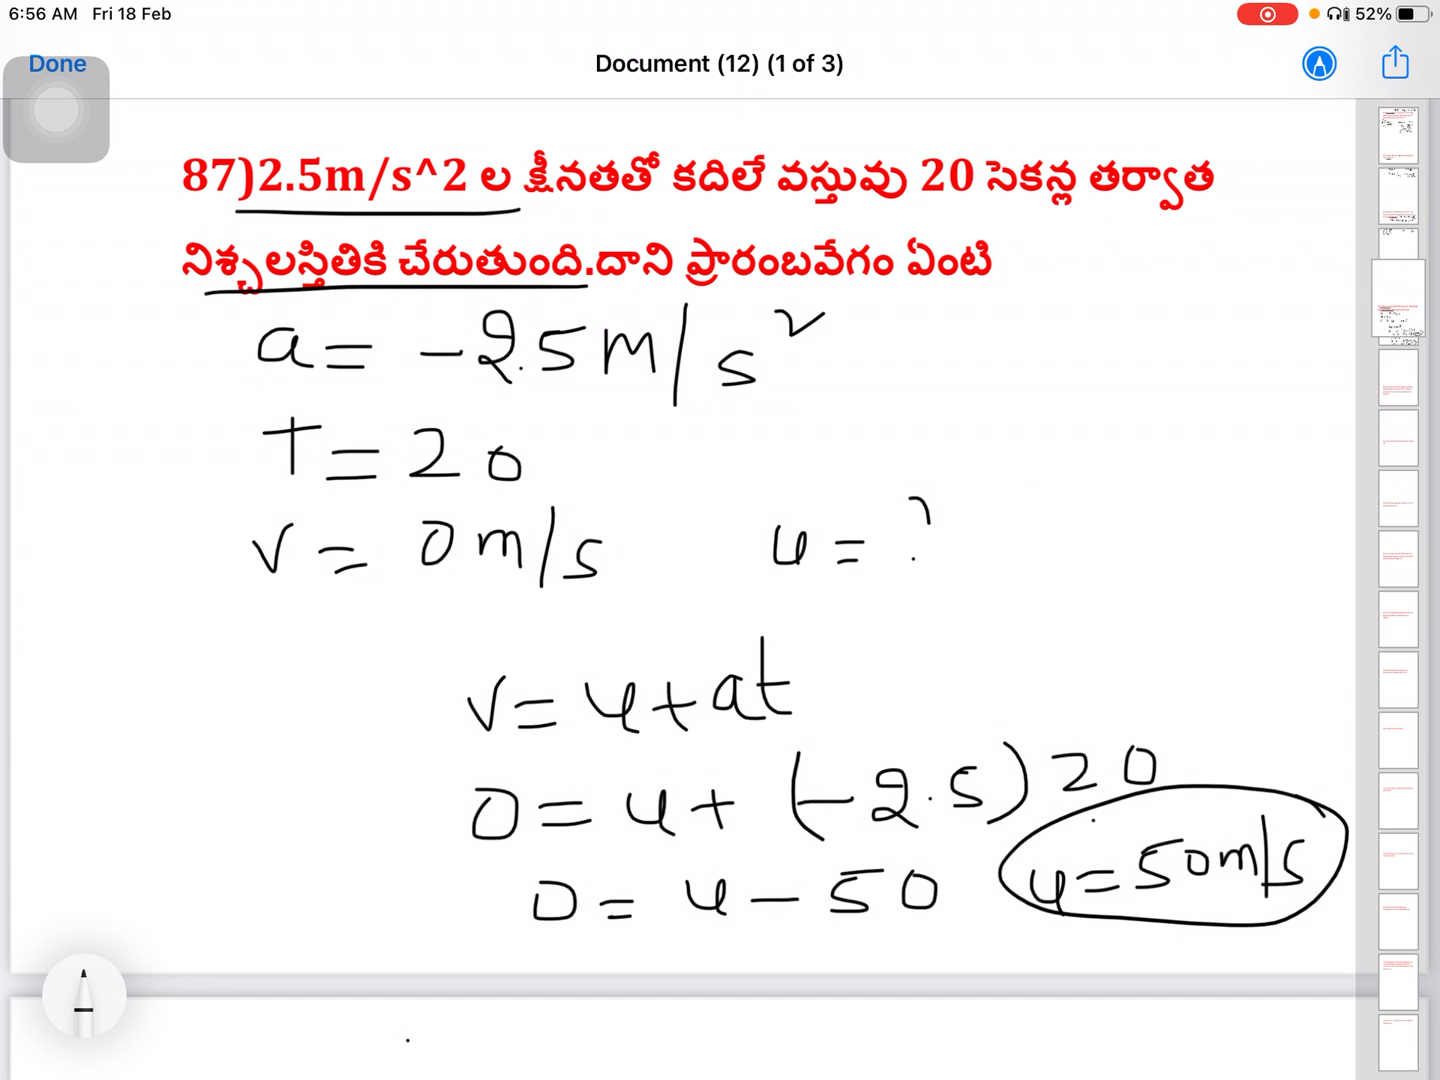 6:56 AM Fri 18 Feb
52%
Done
Document (12) (1 of 3)
87)2.5m/s^2 ల క్షీనతతో కదిలే వస్తువు 20 సెకన్ల తర్వాత
నిశ్చలస్తితికి చేరుతుంది.దాని ప్రారంబవేగం ఏంటి
a = -2.5 m/s²
T = 20
v = 0 m/s u = ?
v = u + at
0 = u + (-2.5) 20
0 = u - 50 u = 50 m/s